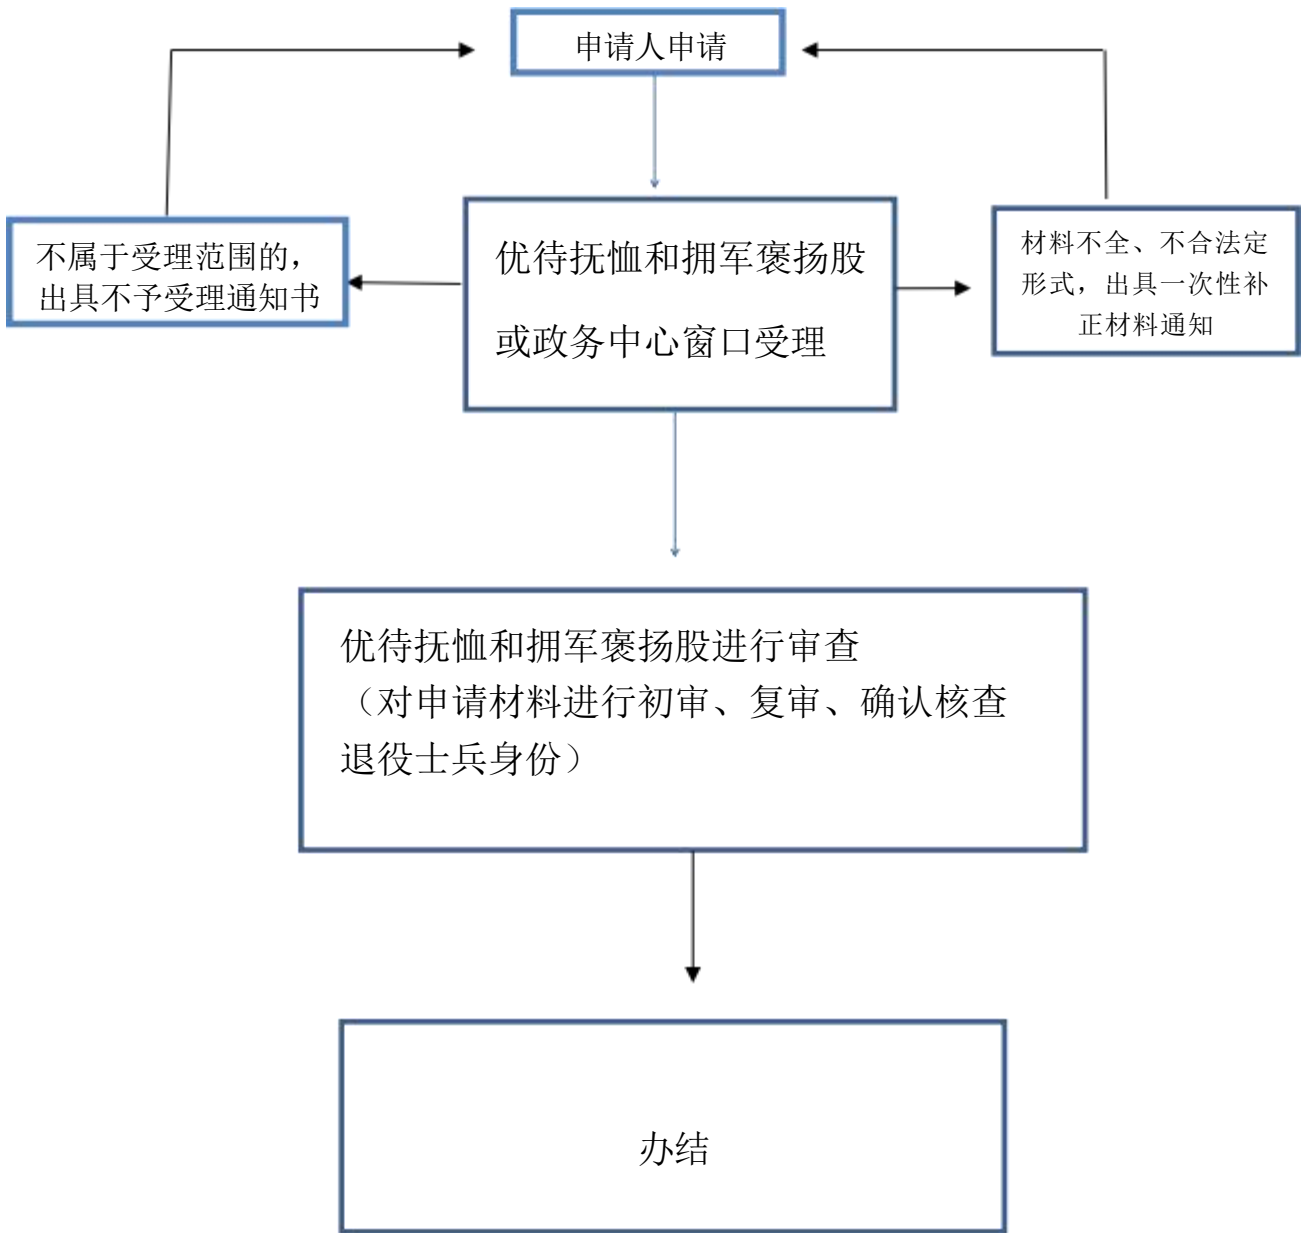 申请人申请
不属于受理范围的，
出具不予受理通知书
优待抚恤和拥军褒扬股
或政务中心窗口受理
材料不全、不合法定
形式，出具一次性补
正材料通知
优待抚恤和拥军褒扬股进行审查
（对申请材料进行初审、复审、确认核查
退役士兵身份）
办结